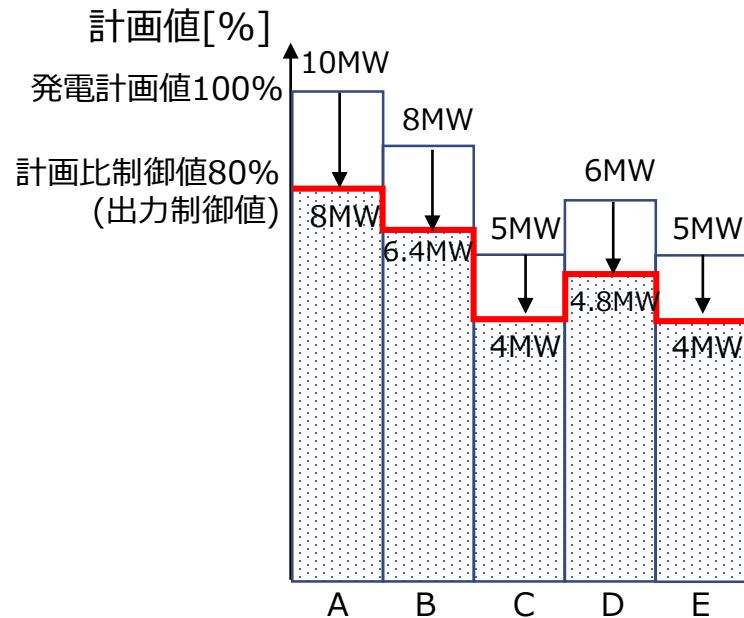 計画値[%]
10MW
発電計画値100%
8MW
6MW
計画比制御値80%
(出力制御値)
8MW
5MW
5MW
6.4MW
4.8MW
4MW
4MW
A B C D E